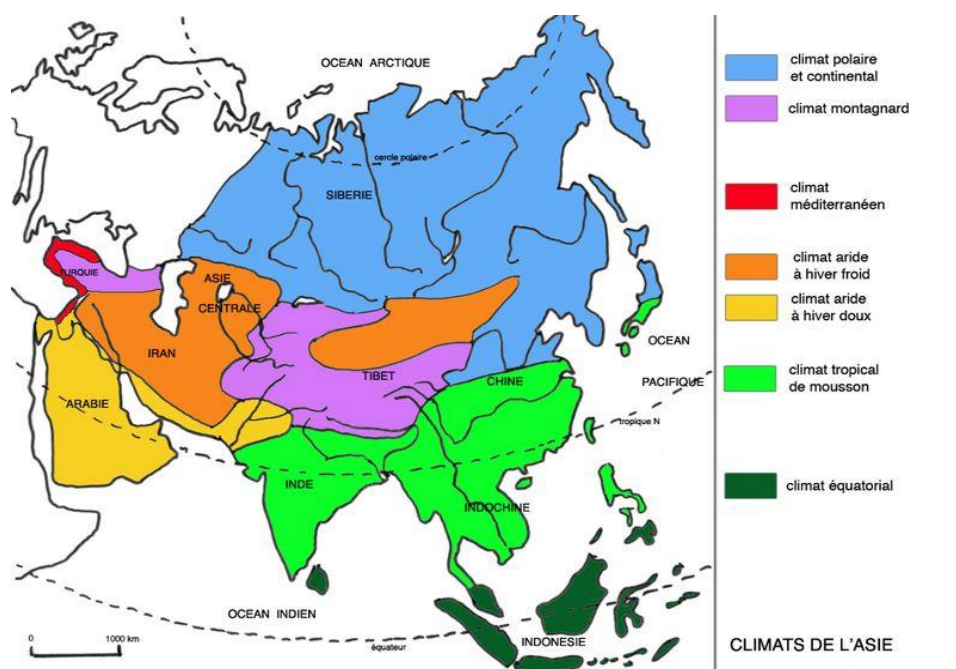 OCEAN ARCTIQUE
cercle polaire
SIBERIE
TURQUIE
ASIE
CENTRALE
IRAN
TIBET
CHINE
OCEAN
PACIFIQUE
ARABIE
tropique N
INDE
INDOCHINE
OCEAN INDIEN
INDONESIE
équateur
0 1000 km
climat polaire
et continental
climat montagnard
climat
méditerranéen
climat aride
à hiver froid
climat aride
à hiver doux
climat tropical
de mousson
climat équatorial
CLIMATS DE L'ASIE